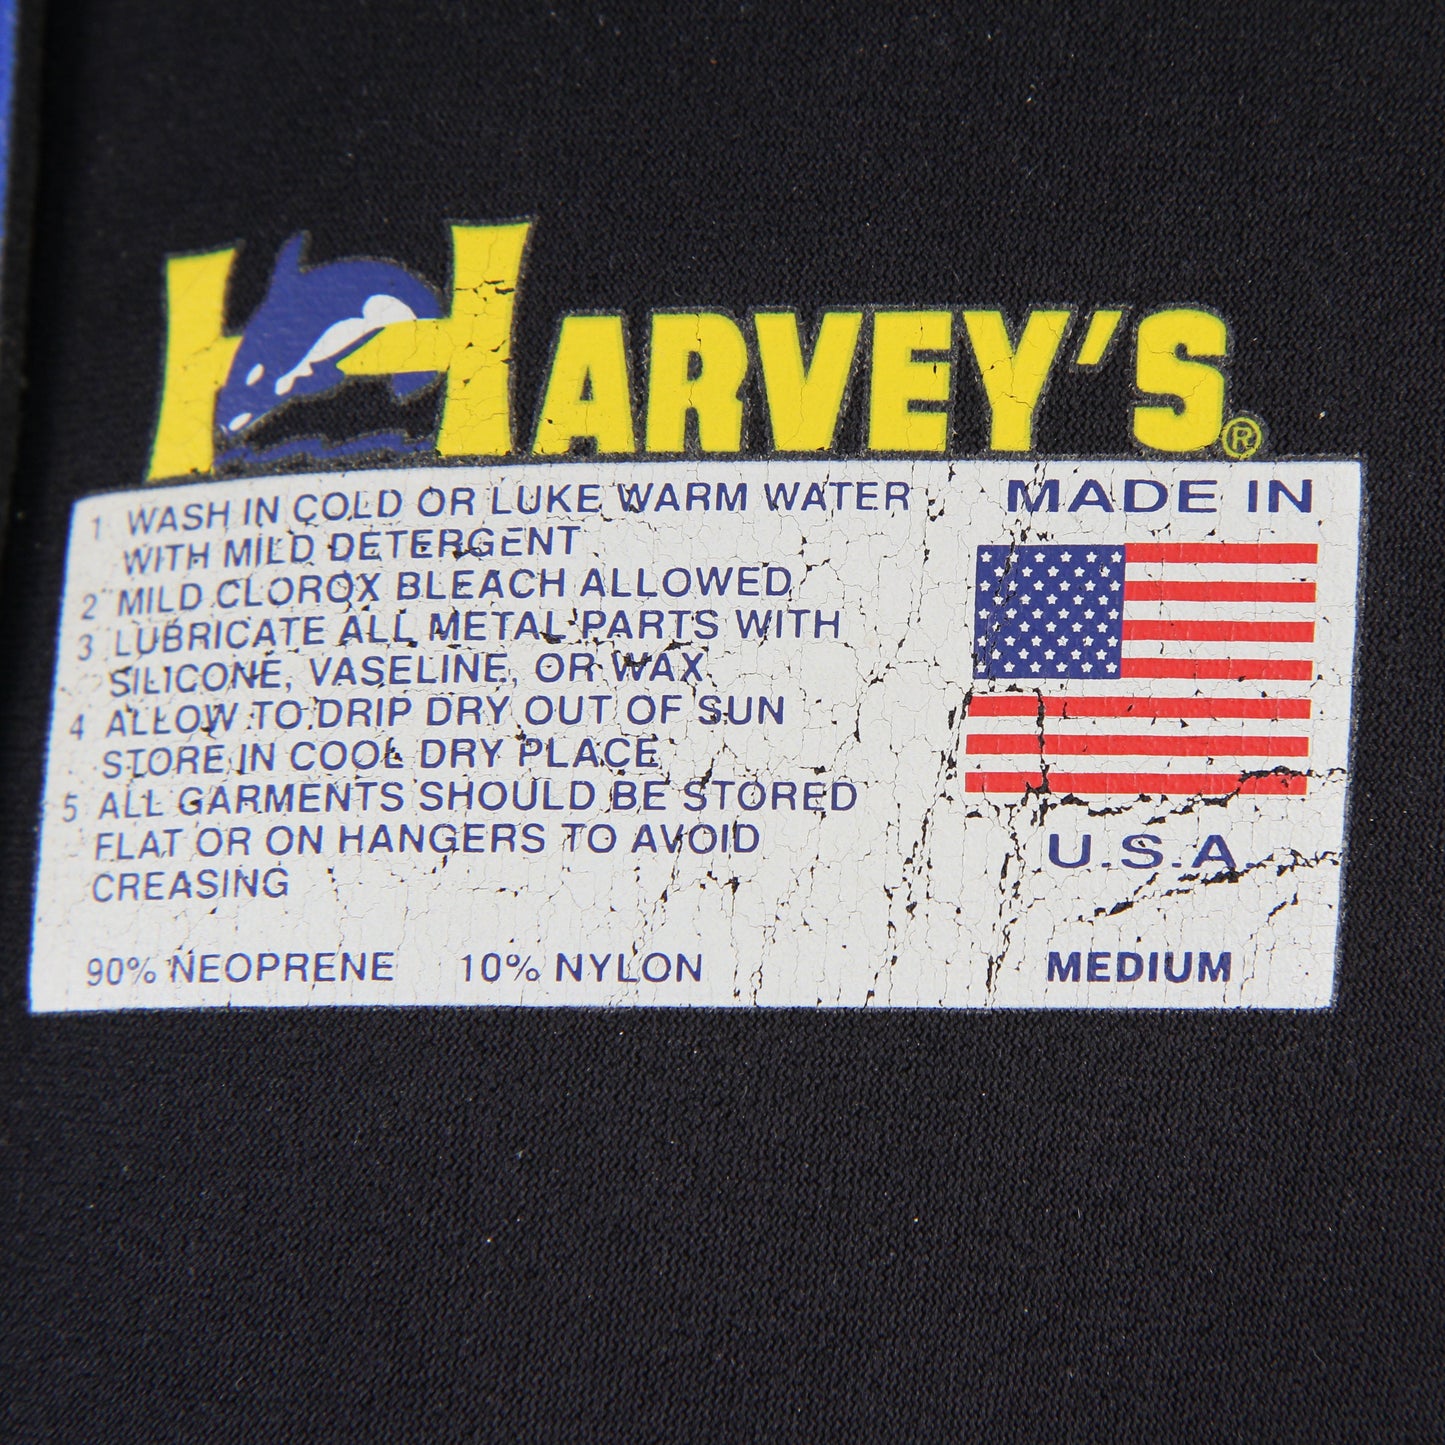 HARVEY'S®
1 WASH IN COLD OR LUKE WARM WATER
WITH MILD DETERGENT
2 MILD CLOROX BLEACH ALLOWED
3 LUBRICATE ALL METAL PARTS WITH
SILICONE, VASELINE, OR WAX
4 ALLOW TO DRIP DRY OUT OF SUN
STORE IN COOL DRY PLACE
5 ALL GARMENTS SHOULD BE STORED
FLAT OR ON HANGERS TO AVOID
CREASING
90% NEOPRENE 10% NYLON
MADE IN
U.S.A.
MEDIUM